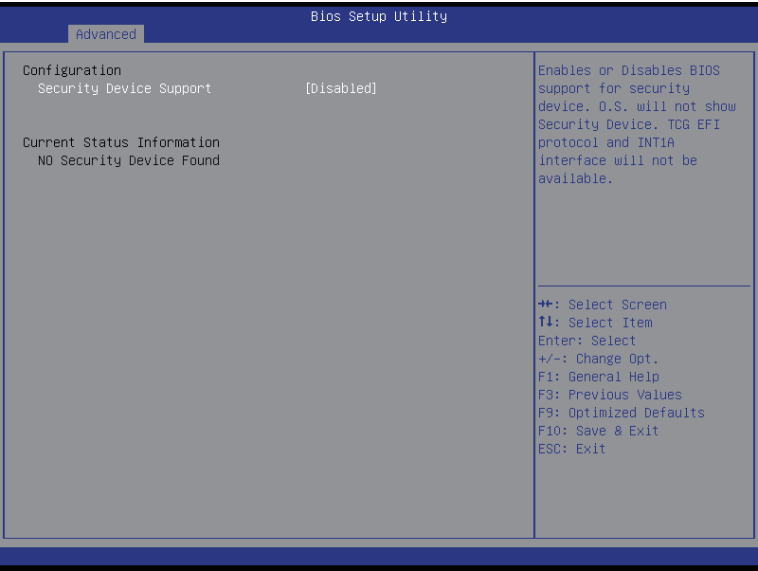 Bios Setup Utility
Advanced
Configuration
Security Device Support [Disabled]
Current Status Information
NO Security Device Found
Enables or Disables BIOS
support for security
device. O.S. will not show
Security Device. TCG EFI
protocol and INT1A
interface will not be
available.
→←: Select Screen
↑↓: Select Item
Enter: Select
+/-: Change Opt.
F1: General Help
F3: Previous Values
F9: Optimized Defaults
F10: Save & Exit
ESC: Exit